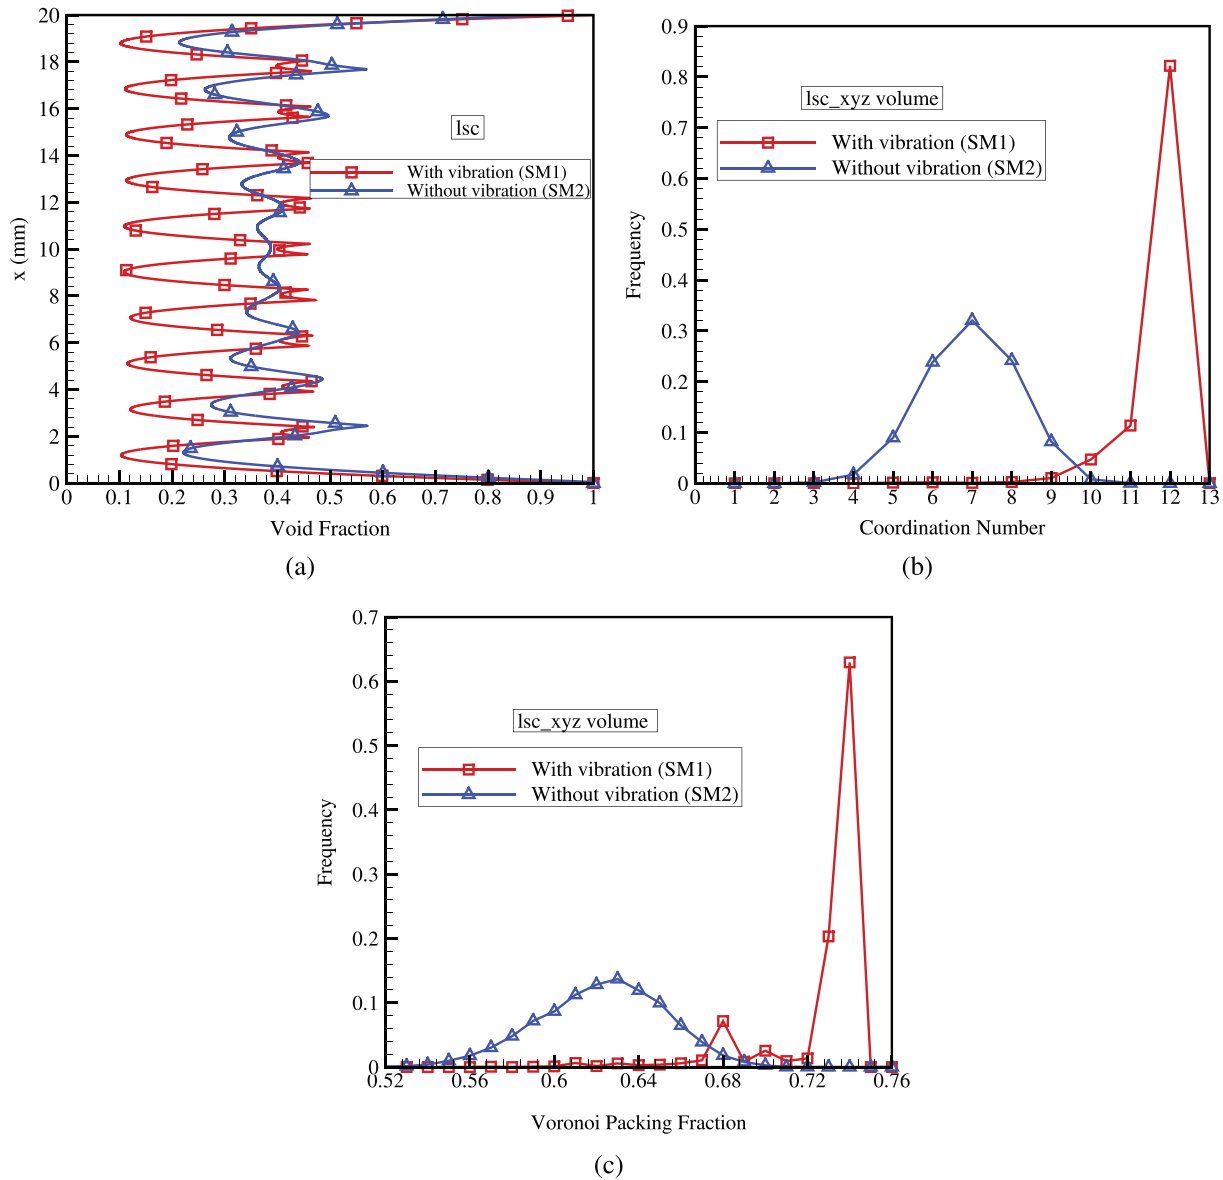 20
18
16
14
12
10
8
6
4
2
0
x (mm)
lsc
With vibration (SM1)
Without vibration (SM2)
0 0.1 0.2 0.3 0.4 0.5 0.6 0.7 0.8 0.9 1
Void Fraction
(a)
0.9
0.8
0.7
0.6
0.5
0.4
0.3
0.2
0.1
0
Frequency
lsc_xyz volume
With vibration (SM1)
Without vibration (SM2)
1 2 3 4 5 6 7 8 9 10 11 12 13
Coordination Number
(b)
0.7
0.6
0.5
0.4
0.3
0.2
0.1
0
Frequency
lsc_xyz volume
With vibration (SM1)
Without vibration (SM2)
0.52 0.56 0.6 0.64 0.68 0.72 0.76
Voronoi Packing Fraction
(c)